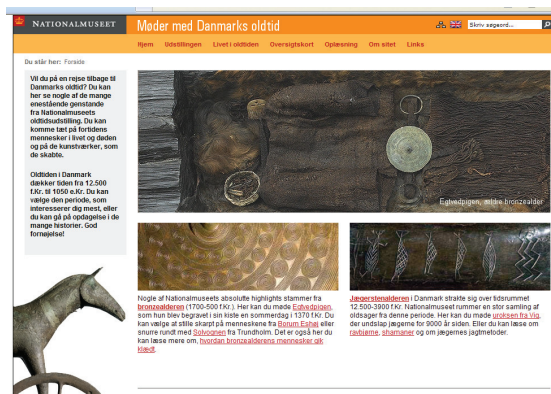 NATIONALMUSEET
Møder med Danmarks oldtid
Skriv søgeord...
Hjem Udstillingen Livet i oldtiden Oversigtskort Oplæsning Om sitet Links
Du står her: Forside
Vil du på en rejse tilbage til
Danmarks oldtid? Du kan
her se nogle af de mange
enestående genstande
fra Nationalmuseets
oldtidsudstilling. Du kan
komme tæt på fortidens
mennesker i livet og døden
og på de kunstværker, som
de skabte.
Oldtiden i Danmark
dækker tiden fra 12.500
f.Kr. til 1050 e.Kr. Du kan
vælge den periode, som
interesserer dig mest, eller
du kan gå på opdagelse i de
mange historier. God
fornøjelse!
Egtvedpigen, ældre bronzealder
Nogle af Nationalmuseets absolutte highlights stammer fra
bronzealderen (1700-500 f.Kr.). Her kan du møde Egtvedpigen,
som hun blev begravet i sin kiste en sommerdag i 1370 f.Kr. Du
kan vælge at stille skarpt på menneskene fra Borum Eshøj eller
snurre rundt med Solvognen fra Trundholm. Det er også her du
kan læse mere om, hvordan bronzealderens mennesker gik
klædt.
Jægerstenalderen i Danmark strakte sig over tidsrummet
12.500-3900 f.Kr. Nationalmuseet rummer en stor samling af
oldsager fra denne periode. Her kan du møde uroksen fra Vig,
der undslap jægerne for 9000 år siden. Eller du kan læse om
ravbjørne, shamaner og om jægernes jagtmetoder.